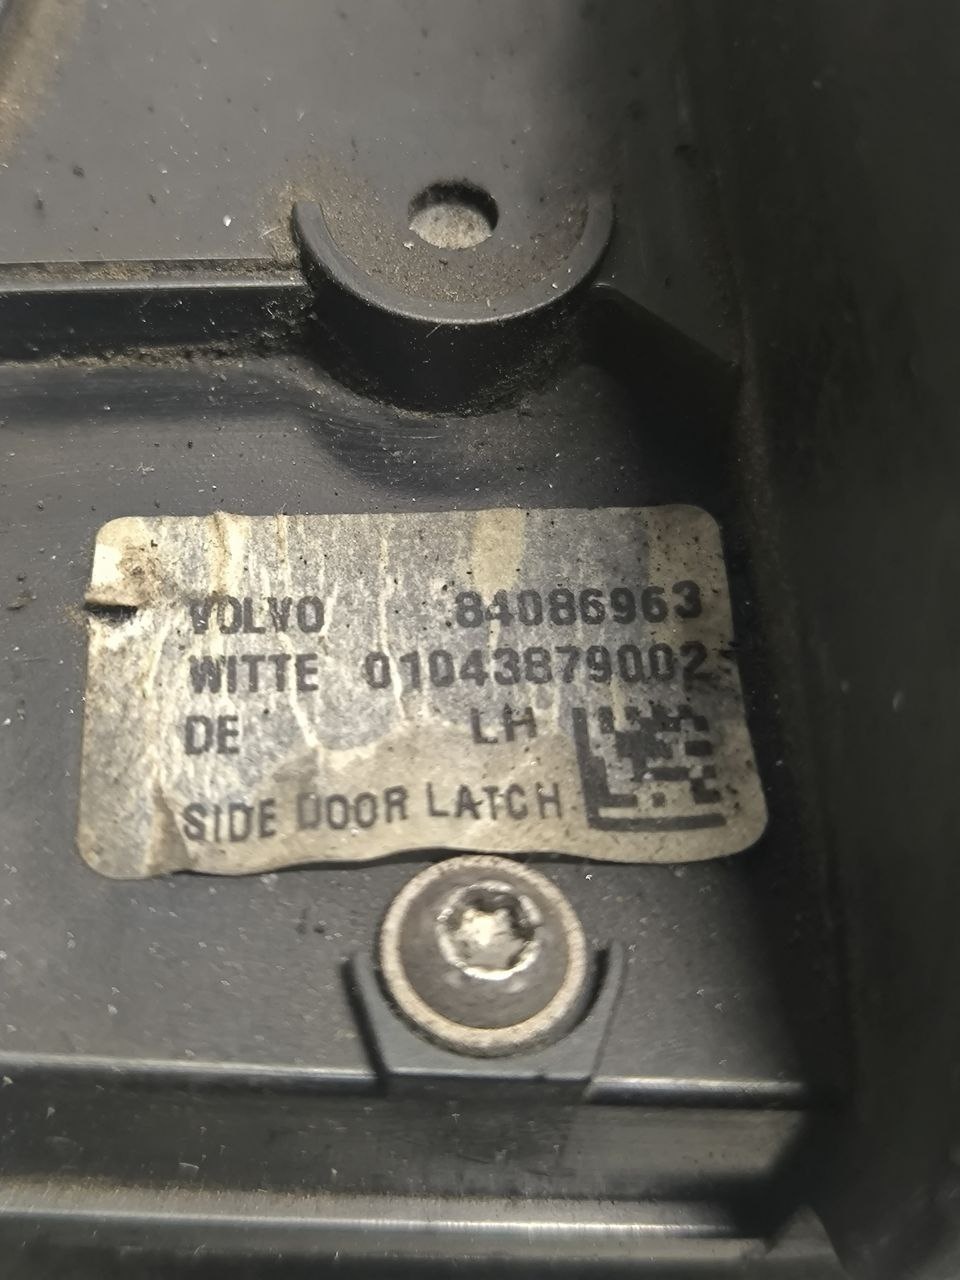 VOLVO 84086963
WITTE 01043879002
DE LH
SIDE DOOR LATCH